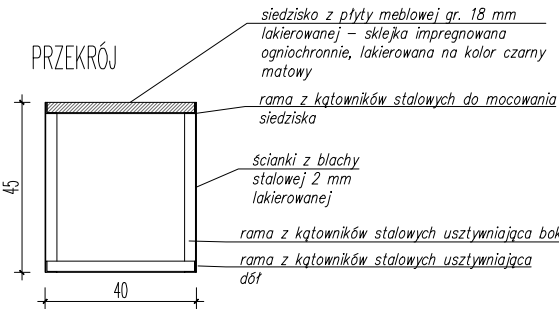 siedzisko z płyty meblowej gr. 18 mm
lakierowanej – sklejka impregnowana
ogniochronnie, lakierowana na kolor czarny
matowy
PRZEKRÓJ
rama z kątowników stalowych do mocowania
siedziska
ścianki z blachy
stalowej 2 mm
lakierowanej
45
rama z kątowników stalowych usztywniająca bok
rama z kątowników stalowych usztywniająca
dół
40